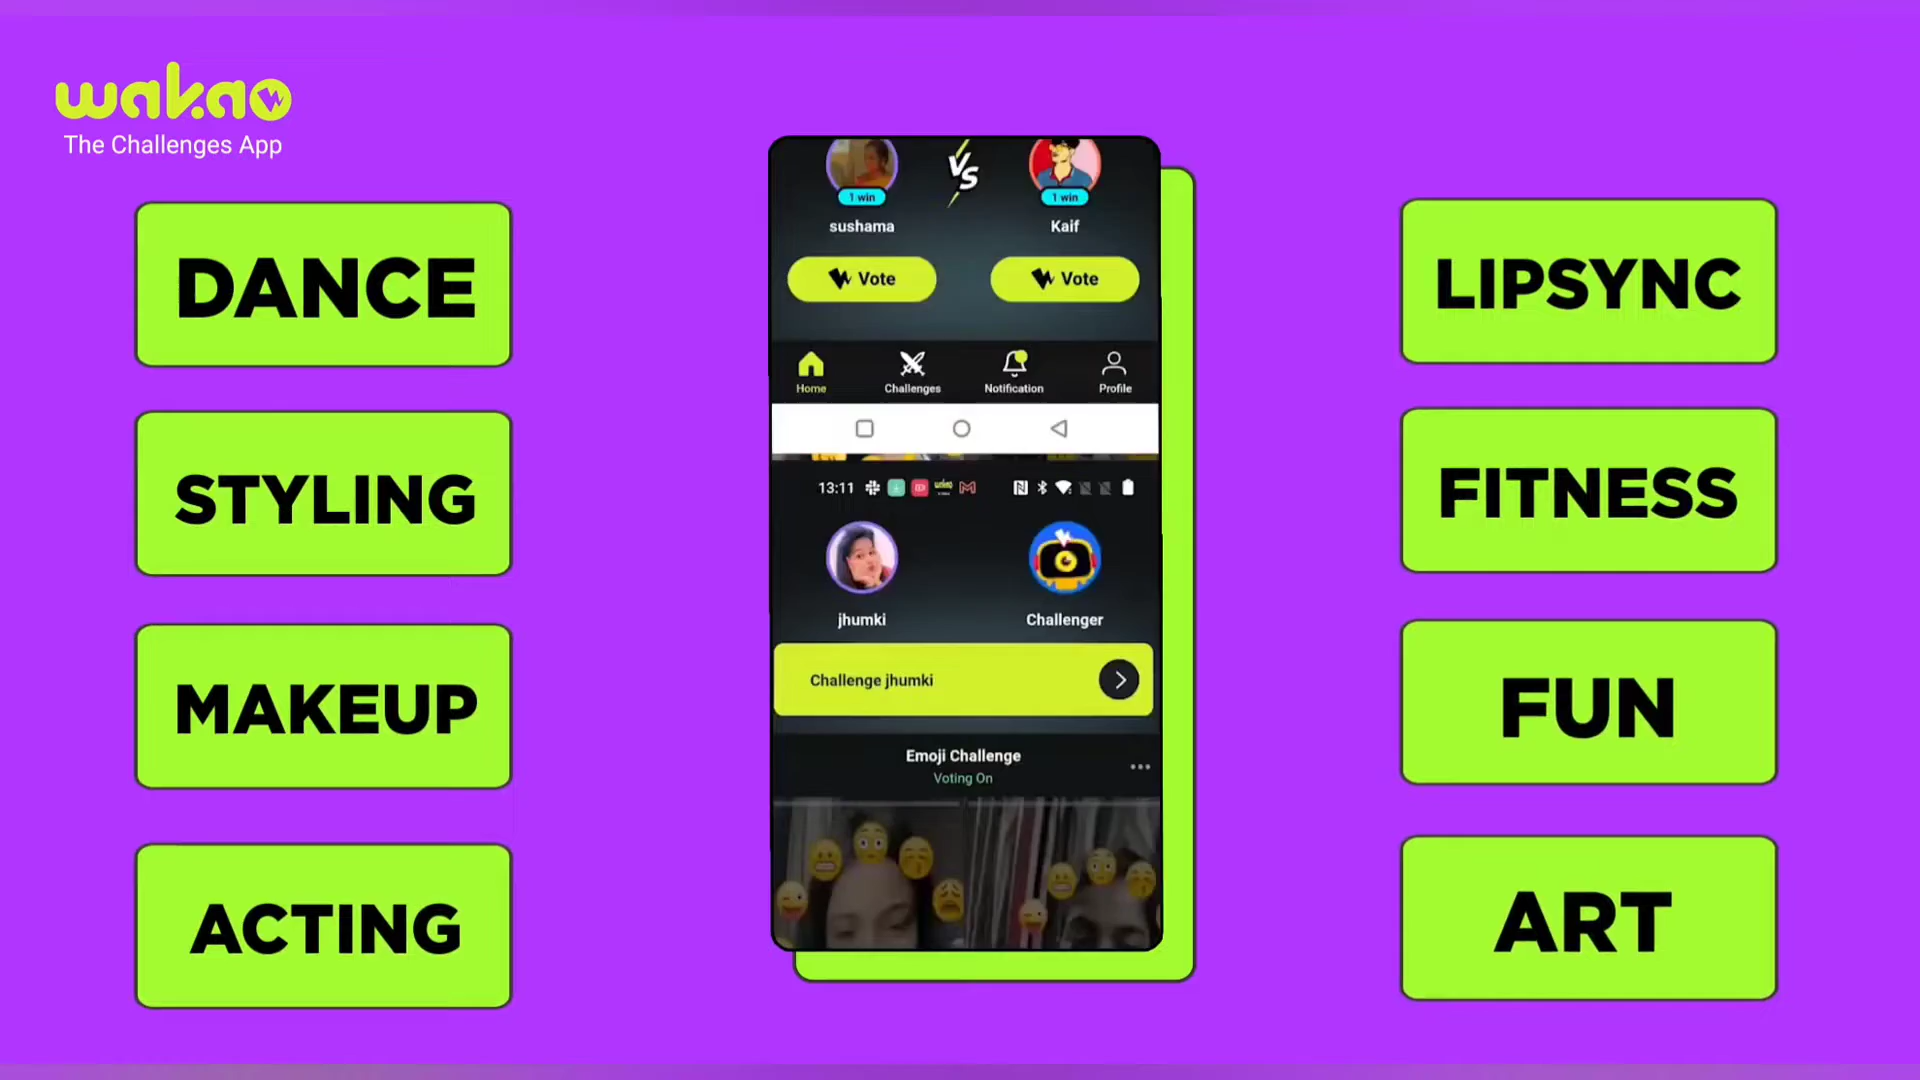 wakao
The Challenges App
DANCE
STYLING
MAKEUP
ACTING
VS
1 win
1 win
sushama
Kaif
Vote
Vote
Home
Challenges
Notification
Profile
13:11
jhumki
Challenger
Challenge jhumki
Emoji Challenge
Voting On
LIPSYNC
FITNESS
FUN
ART